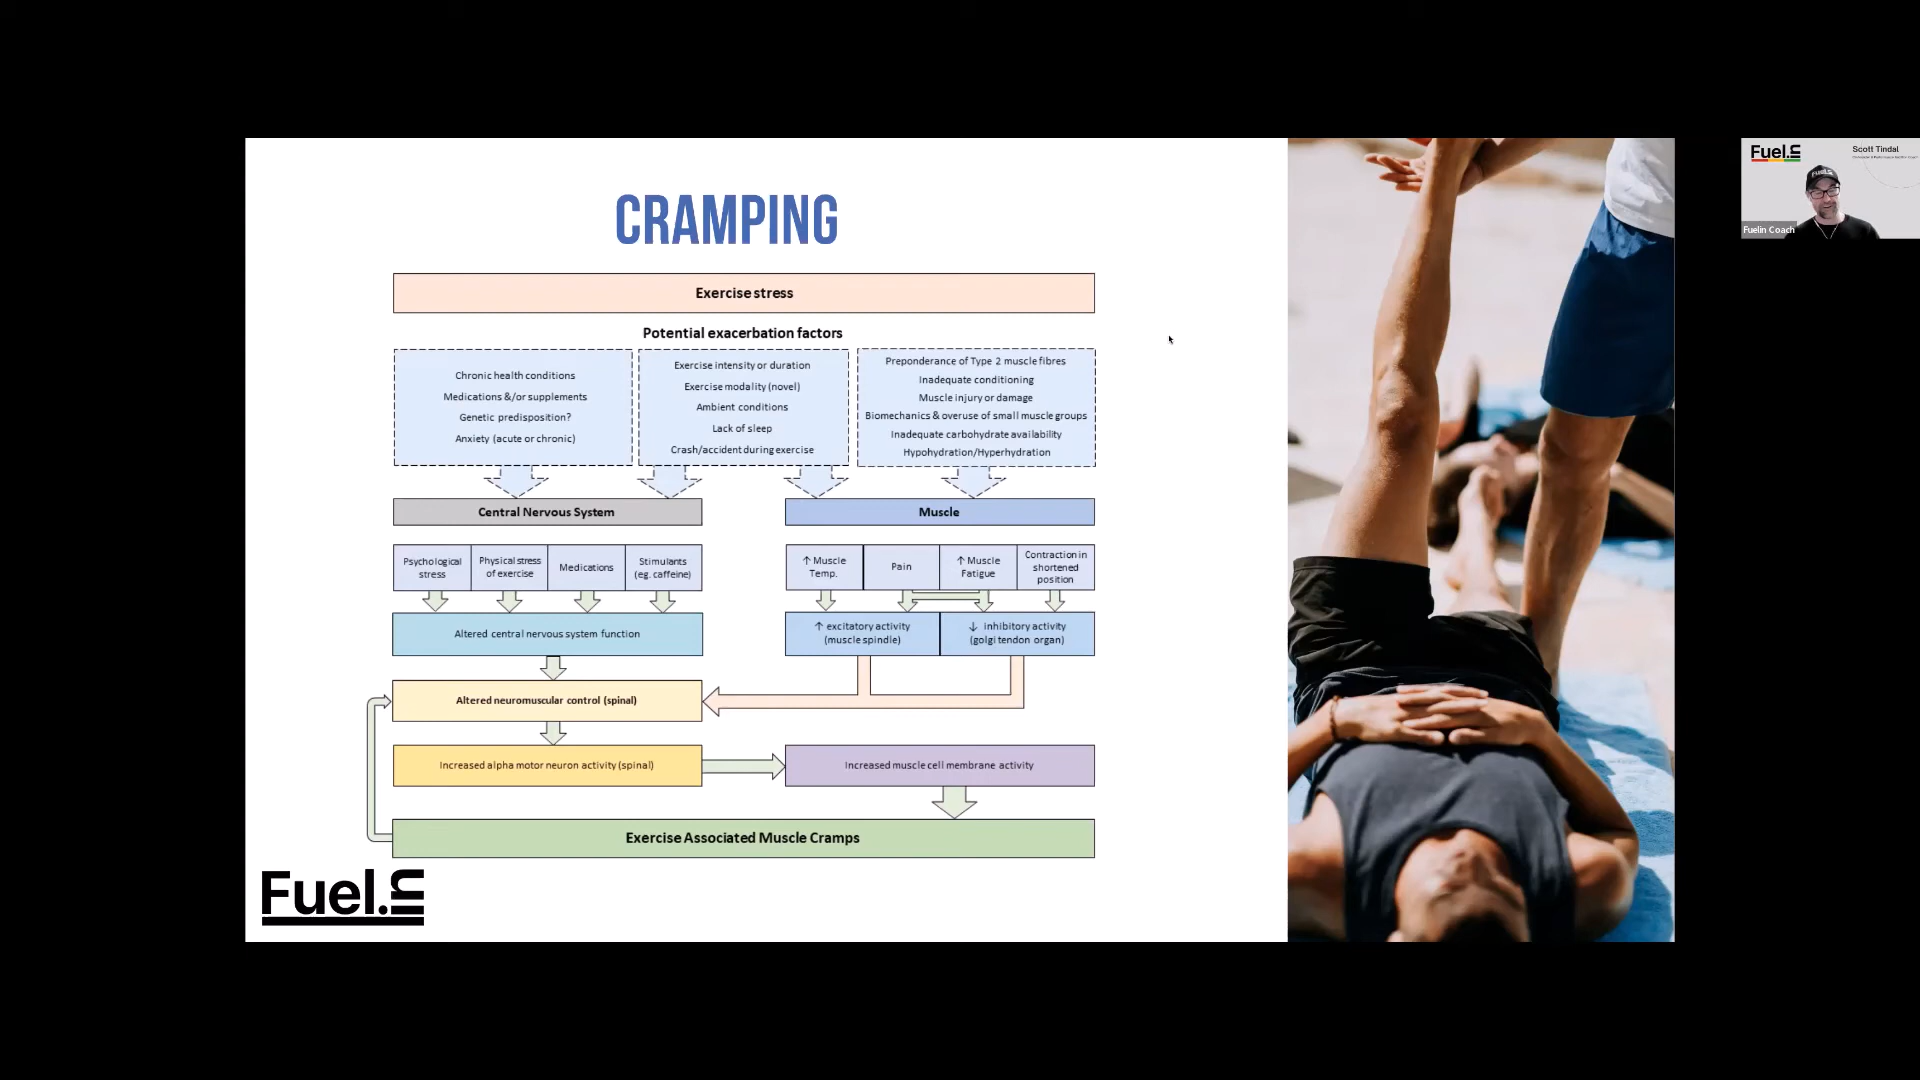 CRAMPING
Exercise stress
Potential exacerbation factors
Chronic health conditions
Medications &/or supplements
Genetic predisposition?
Anxiety (acute or chronic)
Exercise intensity or duration
Exercise modality (novel)
Ambient conditions
Lack of sleep
Crash/accident during exercise
Preponderance of Type 2 muscle fibres
Inadequate conditioning
Muscle injury or damage
Biomechanics & overuse of small muscle groups
Inadequate carbohydrate availability
Hypohydration/Hyperhydration
Central Nervous System
Muscle
Psychological
stress
Physical stress
of exercise
Medications
Stimulants
(eg. caffeine)
↑ Muscle
Temp.
Pain
↑ Muscle
Fatigue
Contraction in
shortened
position
Altered central nervous system function
↑ excitatory activity
(muscle spindle)
↓ inhibitory activity
(golgi tendon organ)
Altered neuromuscular control (spinal)
Increased alpha motor neuron activity (spinal)
Increased muscle cell membrane activity
Exercise Associated Muscle Cramps
Fuel.in
Fuel.in
Scott Tindal
Fuelin Coach